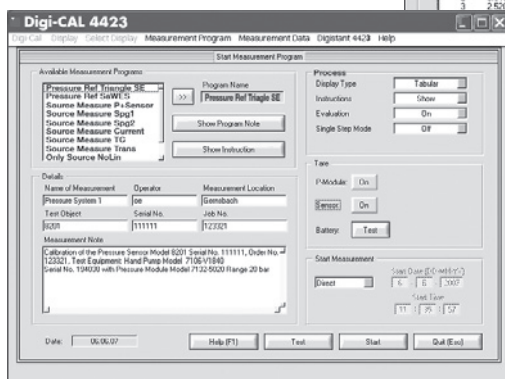 3 2.520
Digi-CAL 4423
Digi-Cal Display Select Display Measurement Program Measurement Data Digistant 4423 Help
Start Measurement Program
Available Measurement Programs
Pressure Ref Triangle SE
Pressure Ref SaWES
Source Measure P+Sensor
Source Measure Spg1
Source Measure Spg2
Source Measure Current
Source Measure TG
Source Measure Trans
Only Source NoLin
>>
Program Name
Pressure Ref Triagle SE
Show Program Note
Show Instruction
Process
Display Type Tabular
Instructions Show
Evaluation On
Single Step Mode Off
Tare
P-Module: On
Sensor: On
Battery: Test
Details
Name of Measurement Operator Measurement Location
Pressure System 1 oe Gernsbach
Test Object Serial No. Job No.
8201 111111 123321
Measurement Note
Calibration of the Pressure Sensor Model 8201 Serial No. 111111, Order No.
123321, Test Equipment: Hand Pump Model 7106-V1840
Serial No. 194030 with Pressure Module Model 7132-5020 Range 20 bar
Start Measurement
Direct
Start Date
6 . 6 . 2007
Start Time
11 : 35 : 57
Date: 06.06.07
Help (F1) Test Start Quit (Esc)